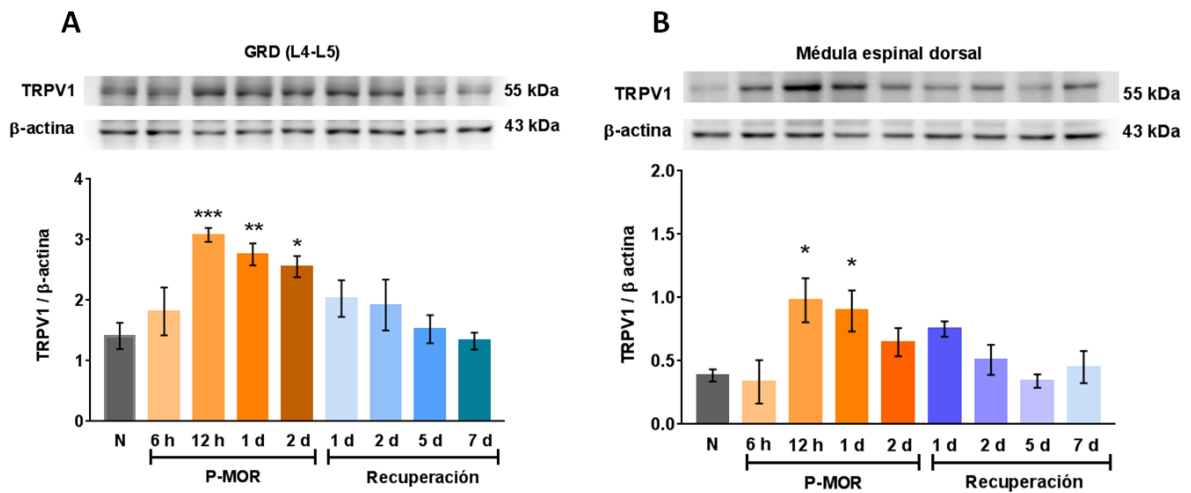 A
GRD (L4-L5)
TRPV1
55 kDa
β-actina
43 kDa
TRPV1 / β-actina
4
3
2
1
0
***
**
*
N
6 h
12 h
1 d
2 d
1 d
2 d
5 d
7 d
P-MOR
Recuperación
B
Médula espinal dorsal
TRPV1
55 kDa
β-actina
43 kDa
TRPV1 / β actina
2.0
1.5
1.0
0.5
0.0
*
*
N
6 h
12 h
1 d
2 d
1 d
2 d
5 d
7 d
P-MOR
Recuperación